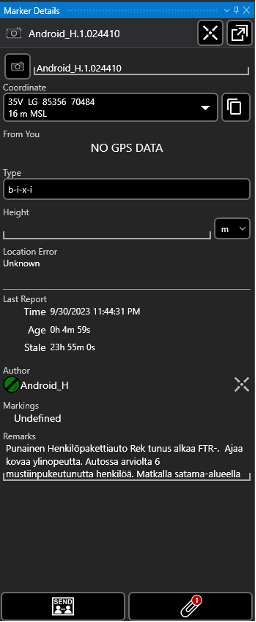 Marker Details
Android_H.1.024410
Android_H.1.024410
Coordinate
35V LG 85356 70484
16 m MSL
From You
NO GPS DATA
Type
b-i-x-i
Height
m
Location Error
Unknown
Last Report
Time 9/30/2023 11:44:31 PM
Age 0h 4m 59s
Stale 23h 55m 0s
Author
Android_H
Markings
Undefined
Remarks
Punainen Henkilöpakettiauto Rek tunus alkaa FTR-. Ajaa
kovaa ylinopeutta. Autossa arviolta 6
mustiinpukeutunutta henkilöä. Matkalla satama-alueella
SEND
1